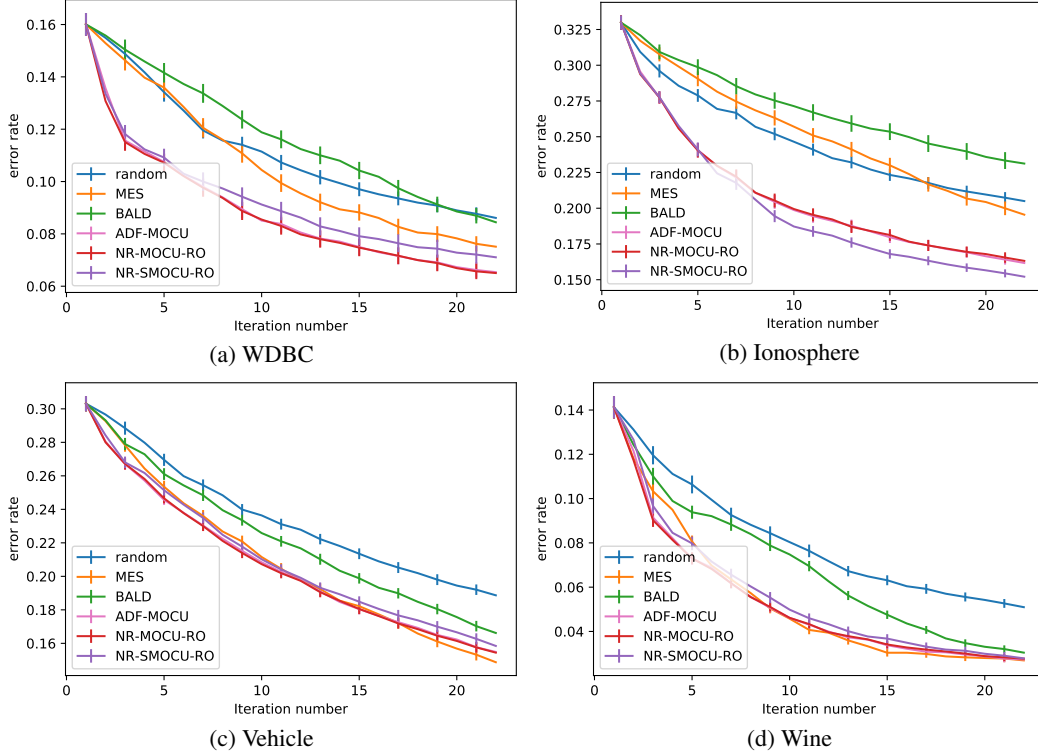 0.16
0.14
0.12
0.10
0.08
0.06
error rate
random
MES
BALD
ADF-MOCU
NR-MOCU-RO
NR-SMOCU-RO
0 5 10 15 20
Iteration number
(a) WDBC
0.325
0.300
0.275
0.250
0.225
0.200
0.175
0.150
error rate
random
MES
BALD
ADF-MOCU
NR-MOCU-RO
NR-SMOCU-RO
0 5 10 15 20
Iteration number
(b) Ionosphere
0.30
0.28
0.26
0.24
0.22
0.20
0.18
0.16
error rate
random
MES
BALD
ADF-MOCU
NR-MOCU-RO
NR-SMOCU-RO
0 5 10 15 20
Iteration number
(c) Vehicle
0.14
0.12
0.10
0.08
0.06
0.04
error rate
random
MES
BALD
ADF-MOCU
NR-MOCU-RO
NR-SMOCU-RO
0 5 10 15 20
Iteration number
(d) Wine